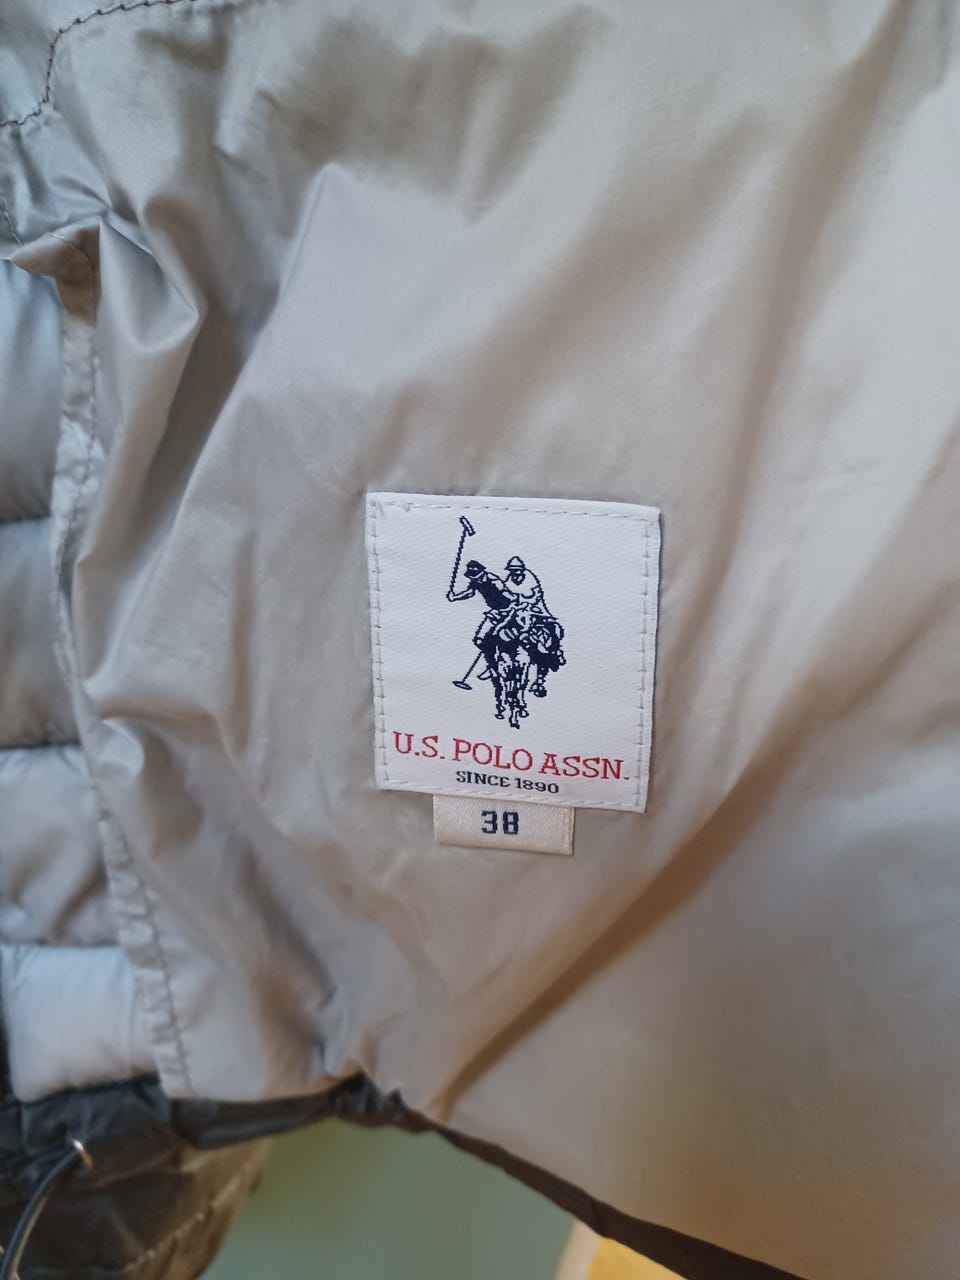 U.S. POLO ASSN.
SINCE 1890
38